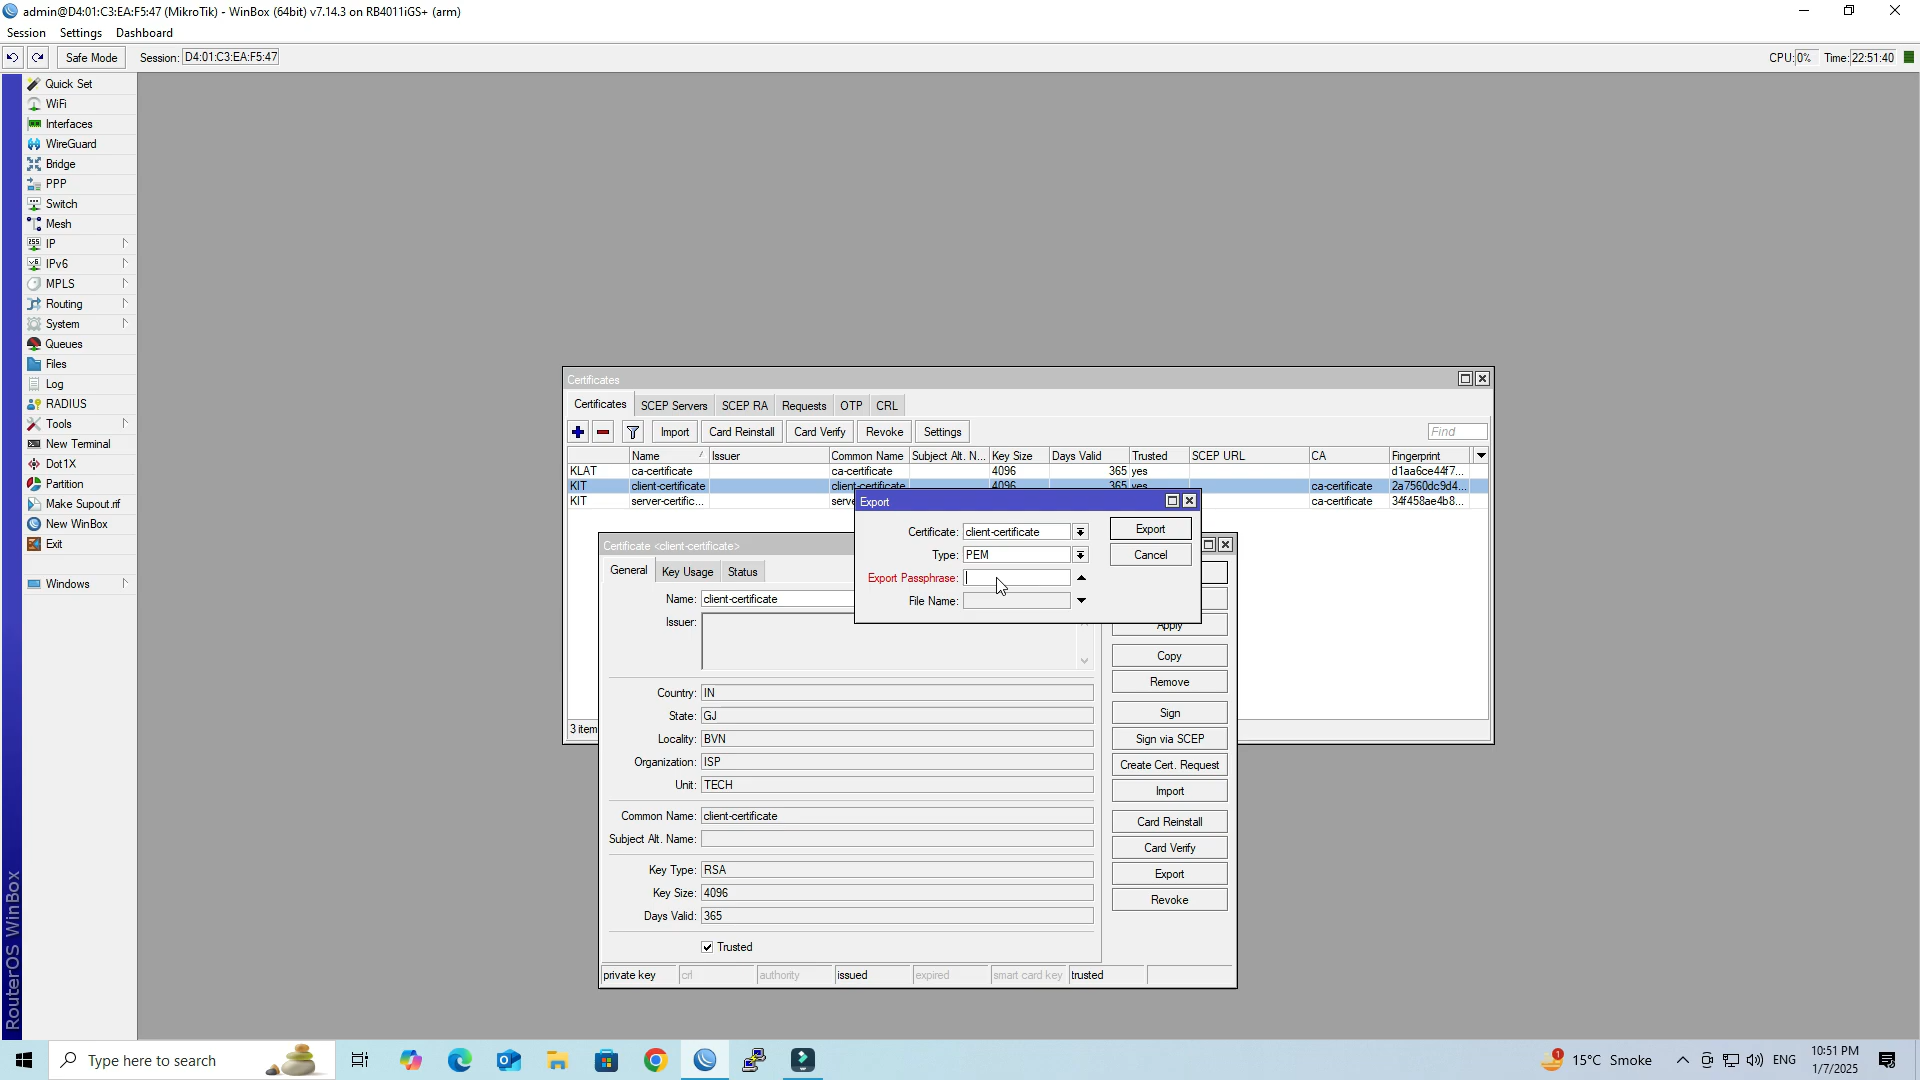 admin@D4:01:C3:EA:F5:47 (MikroTik) - WinBox (64bit) v7.14.3 on RB4011iGS+ (arm)
Session Settings Dashboard
Safe Mode Session: D4:01:C3:EA:F5:47 CPU: 0% Time: 22:51:40
Quick Set
WiFi
Interfaces
WireGuard
Bridge
PPP
Switch
Mesh
IP
IPv6
MPLS
Routing
System
Queues
Files
Log
RADIUS
Tools
New Terminal
Dot1X
Partition
Make Supout.rif
New WinBox
Exit
Windows
RouterOS WinBox
Certificates
Certificates SCEP Servers SCEP RA Requests OTP CRL
Import Card Reinstall Card Verify Revoke Settings Find
Name Issuer Common Name Subject Alt. N... Key Size Days Valid Trusted SCEP URL CA Fingerprint
KLAT ca-certificate ca-certificate 4096 365 yes d1aa6ce44f7...
KIT client-certificate client-certificate 4096 365 yes ca-certificate 2a7560dc9d4...
KIT server-certific... serve ca-certificate 34f458ae4b8...
3 item
Export
Certificate: client-certificate Export
Type: PEM Cancel
Export Passphrase:
File Name:
Certificate <client-certificate>
General Key Usage Status
Name: client-certificate
Issuer:
Country: IN
State: GJ
Locality: BVN
Organization: ISP
Unit: TECH
Common Name: client-certificate
Subject Alt. Name:
Key Type: RSA
Key Size: 4096
Days Valid: 365
Trusted
private key crl authority issued expired smart card key trusted
Apply
Copy
Remove
Sign
Sign via SCEP
Create Cert. Request
Import
Card Reinstall
Card Verify
Export
Revoke
Type here to search
1
15°C Smoke
ENG
10:51 PM
1/7/2025